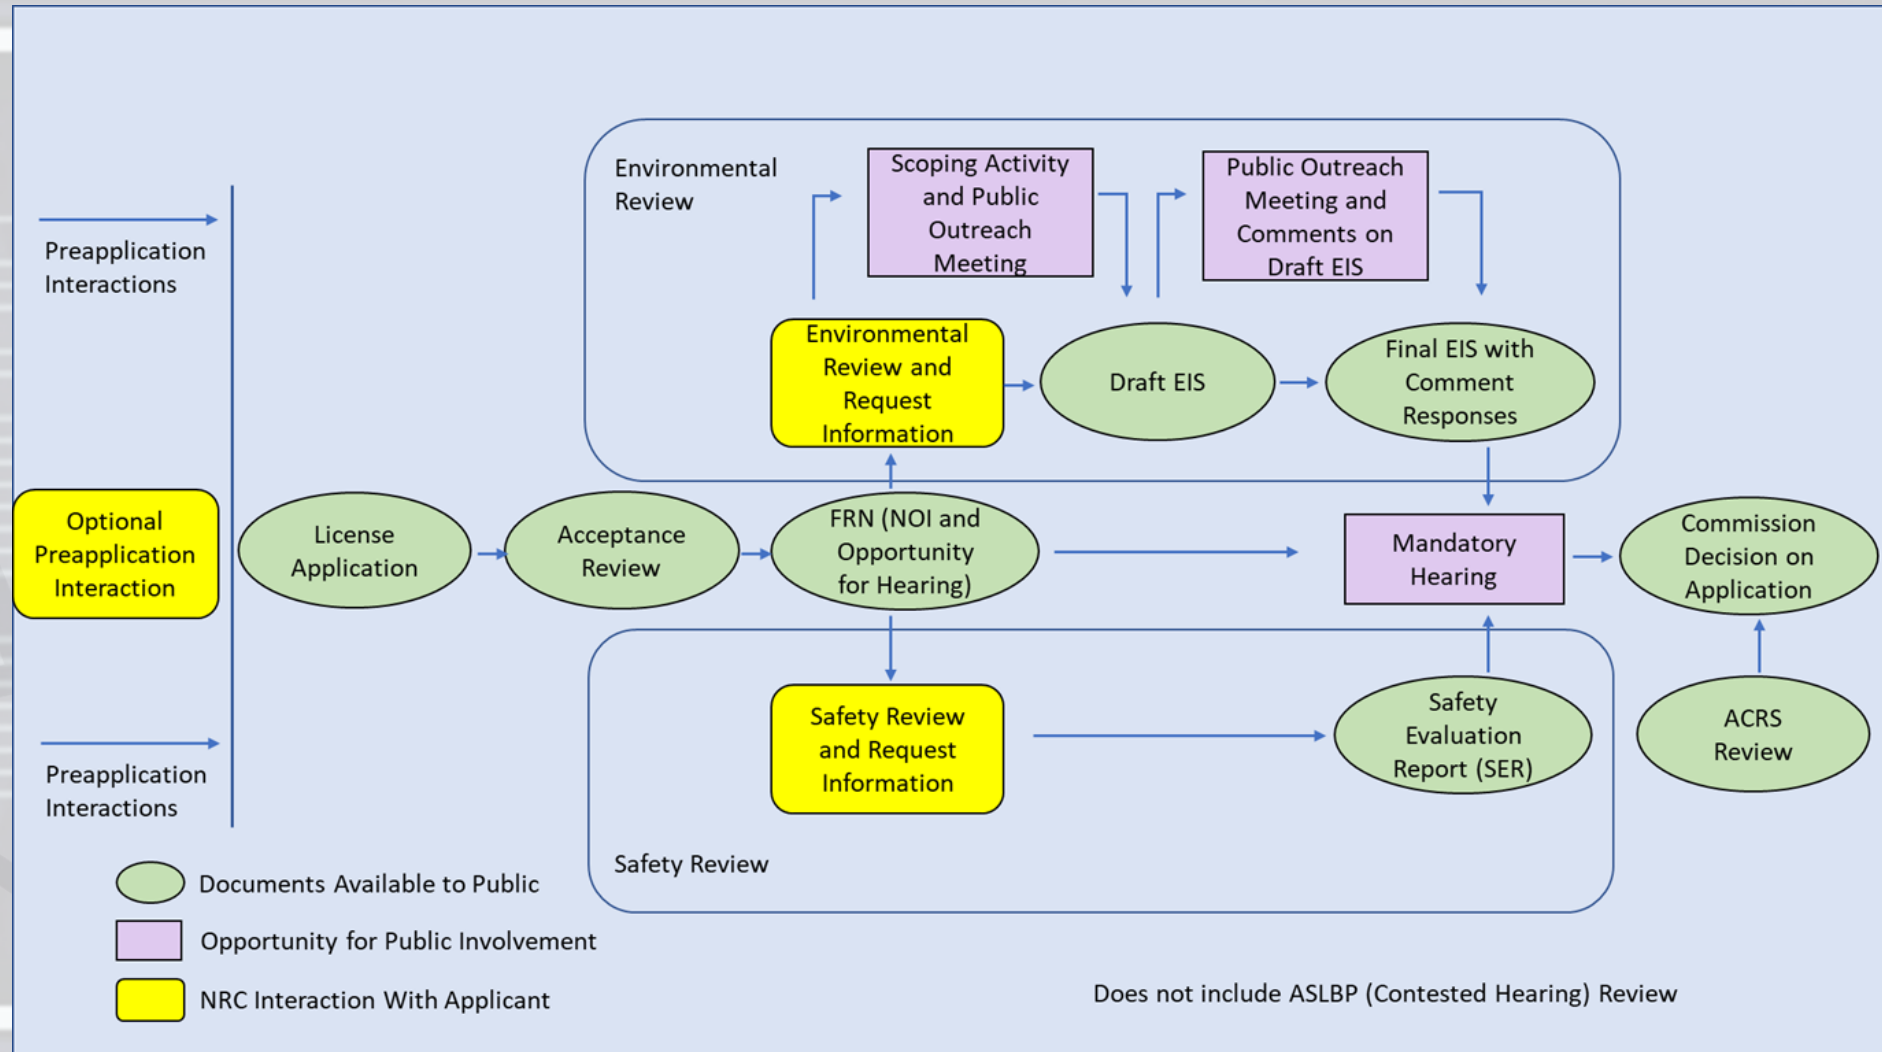 Environmental
Review
Scoping Activity
and Public
Outreach
Meeting
Public Outreach
Meeting and
Comments on
Draft EIS
Preapplication
Interactions
Environmental
Review and
Request
Information
Draft EIS
Final EIS with
Comment
Responses
Optional
Preapplication
Interaction
License
Application
Acceptance
Review
FRN (NOI and
Opportunity
for Hearing)
Mandatory
Hearing
Commission
Decision on
Application
Safety Review
and Request
Information
Safety
Evaluation
Report (SER)
ACRS
Review
Preapplication
Interactions
Safety Review
Documents Available to Public
Opportunity for Public Involvement
NRC Interaction With Applicant
Does not include ASLBP (Contested Hearing) Review